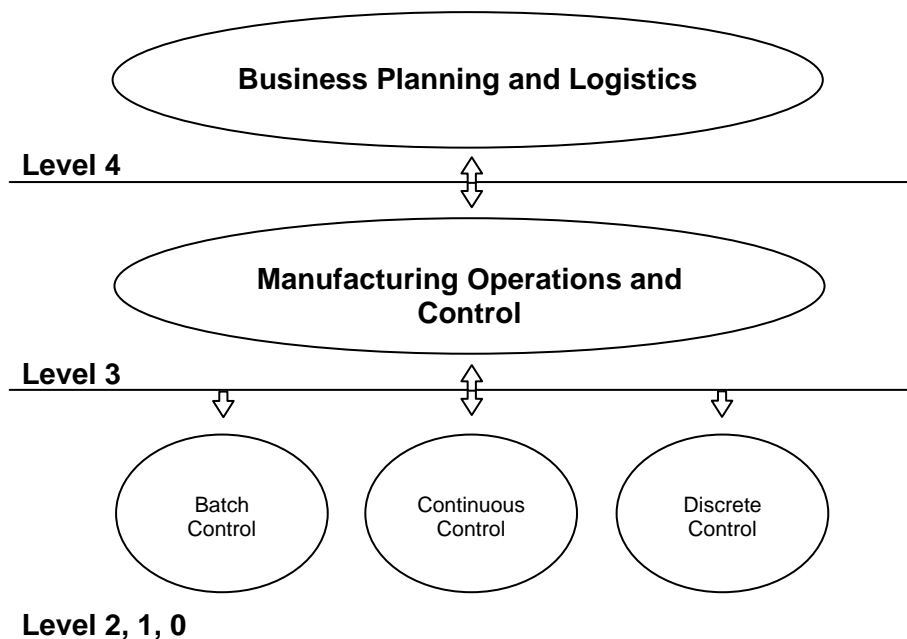 Business Planning and Logistics
Level 4
Manufacturing Operations and
Control
Level 3
Batch
Control
Continuous
Control
Discrete
Control
Level 2, 1, 0